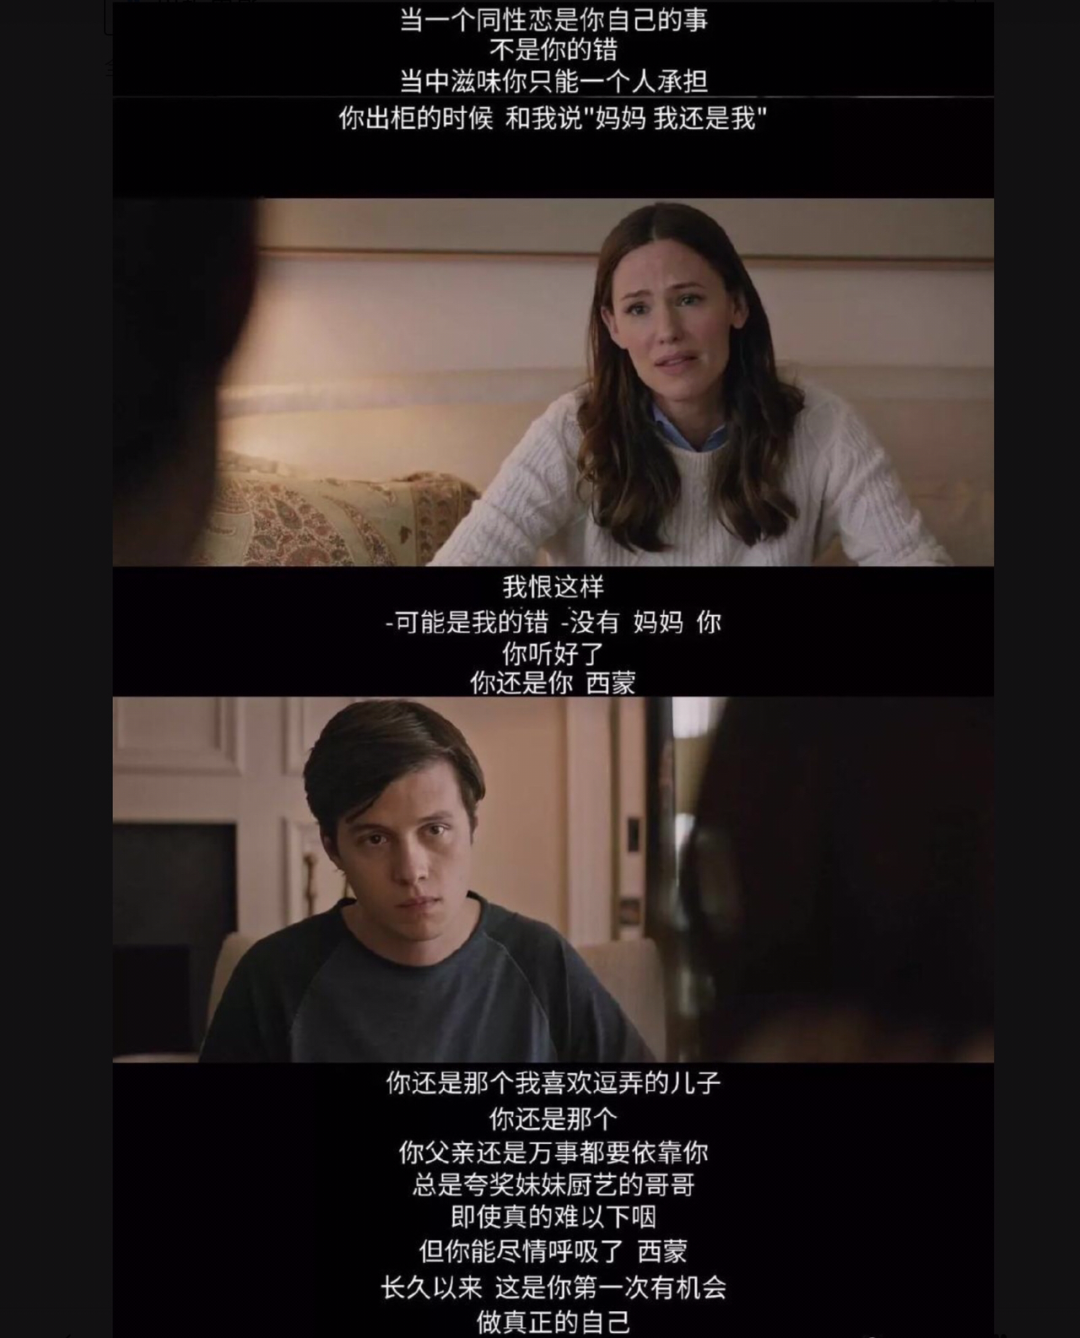 当一个同性恋是你自己的事
不是你的错
当中滋味你只能一个人承担
你出柜的时候 和我说"妈妈 我还是我"
我恨这样
-可能是我的错 -没有 妈妈 你
你听好了
你还是你 西蒙
你还是那个我喜欢逗弄的儿子
你还是那个
你父亲还是万事都要依靠你
总是夸奖妹妹厨艺的哥哥
即使真的难以下咽
但你能尽情呼吸了 西蒙
长久以来 这是你第一次有机会
做真正的自己